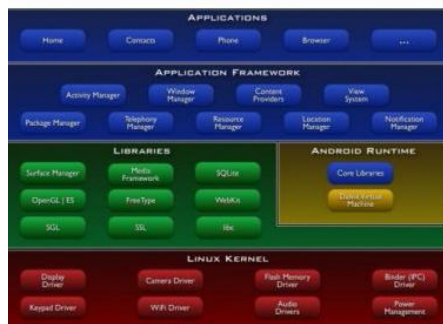 APPLICATIONS
Home Contacts Phone Browser ...
APPLICATION FRAMEWORK
Activity Manager Window Manager Content Providers View System
Package Manager Telephony Manager Resource Manager Location Manager Notification Manager
LIBRARIES
Surface Manager Media Framework SQLite
OpenGL | ES FreeType WebKit
SGL SSL libc
ANDROID RUNTIME
Core Libraries
Dalvik Virtual Machine
LINUX KERNEL
Display Driver Camera Driver Flash Memory Driver Binder (IPC) Driver
Keypad Driver WiFi Driver Audio Drivers Power Management